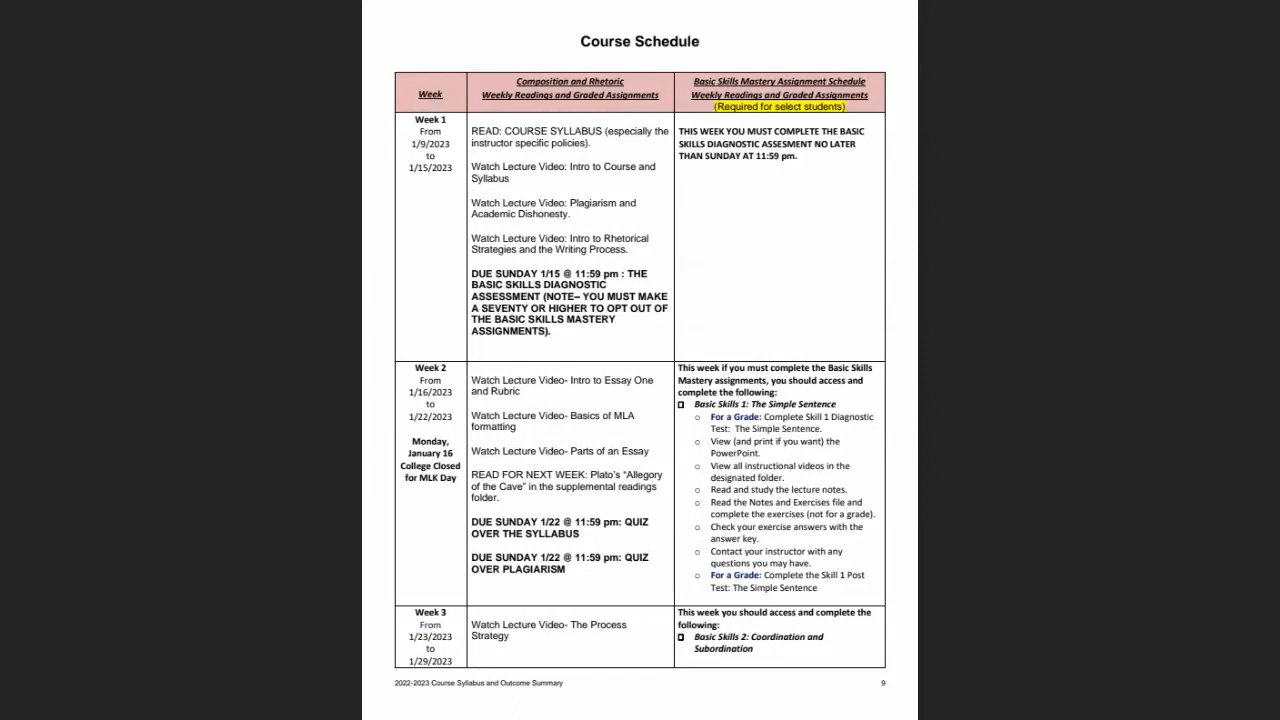 Course Schedule
Week
Composition and Rhetoric
Weekly Readings and Graded Assignments
Basic Skills Mastery Assignment Schedule
Weekly Readings and Graded Assignments
(Required for select students)
Week 1
From
1/9/2023
to
1/15/2023
READ: COURSE SYLLABUS (especially the
instructor specific policies).
Watch Lecture Video: Intro to Course and
Syllabus
Watch Lecture Video: Plagiarism and
Academic Dishonesty.
Watch Lecture Video: Intro to Rhetorical
Strategies and the Writing Process.
DUE SUNDAY 1/15 @ 11:59 pm : THE
BASIC SKILLS DIAGNOSTIC
ASSESSMENT (NOTE– YOU MUST MAKE
A SEVENTY OR HIGHER TO OPT OUT OF
THE BASIC SKILLS MASTERY
ASSIGNMENTS).
THIS WEEK YOU MUST COMPLETE THE BASIC
SKILLS DIAGNOSTIC ASSESMENT NO LATER
THAN SUNDAY AT 11:59 pm.
Week 2
From
1/16/2023
to
1/22/2023
Monday,
January 16
College Closed
for MLK Day
Watch Lecture Video- Intro to Essay One
and Rubric
Watch Lecture Video- Basics of MLA
formatting
Watch Lecture Video- Parts of an Essay
READ FOR NEXT WEEK: Plato's “Allegory
of the Cave” in the supplemental readings
folder.
DUE SUNDAY 1/22 @ 11:59 pm: QUIZ
OVER THE SYLLABUS
DUE SUNDAY 1/22 @ 11:59 pm: QUIZ
OVER PLAGIARISM
This week if you must complete the Basic Skills
Mastery assignments, you should access and
complete the following:
Basic Skills 1: The Simple Sentence
o For a Grade: Complete Skill 1 Diagnostic
Test: The Simple Sentence.
o View (and print if you want) the
PowerPoint.
o View all instructional videos in the
designated folder.
o Read and study the lecture notes.
o Read the Notes and Exercises file and
complete the exercises (not for a grade).
o Check your exercise answers with the
answer key.
o Contact your instructor with any
questions you may have.
o For a Grade: Complete the Skill 1 Post
Test: The Simple Sentence
Week 3
From
1/23/2023
to
1/29/2023
Watch Lecture Video- The Process
Strategy
This week you should access and complete the
following:
Basic Skills 2: Coordination and
Subordination
2022-2023 Course Syllabus and Outcome Summary
9